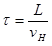 τ = L / v_H